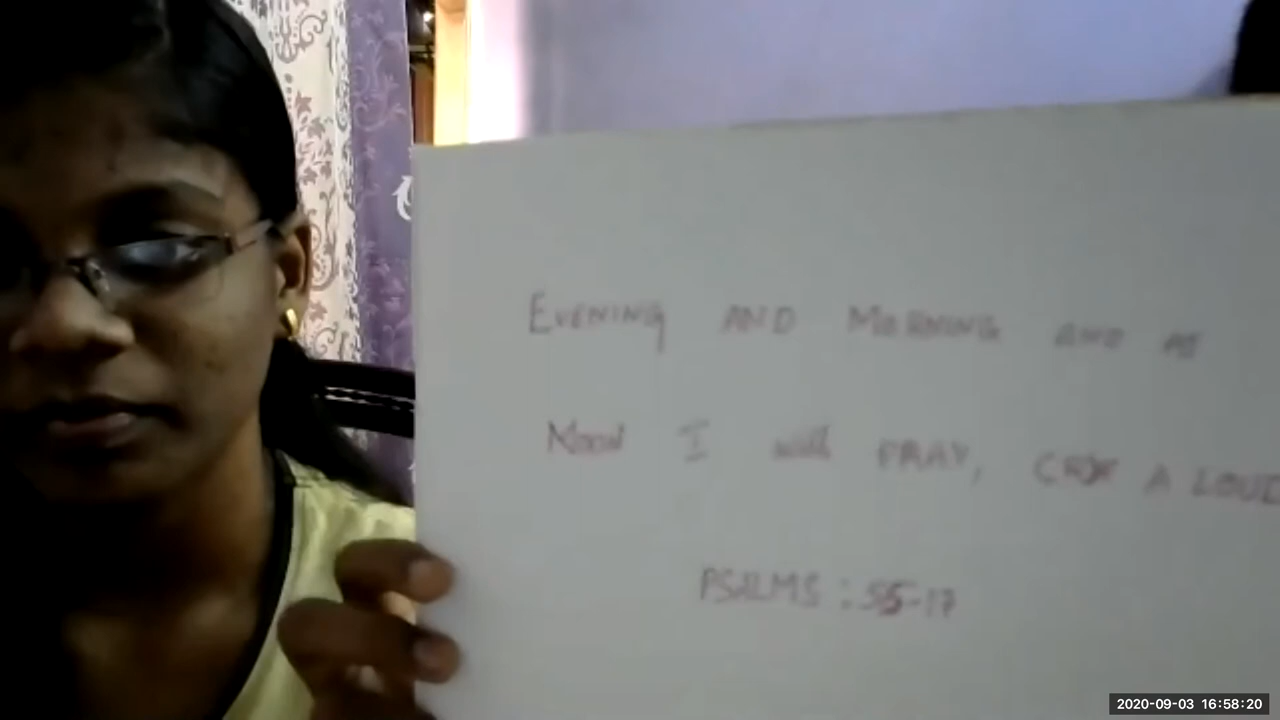 EVENING AND MORNING AND AT
NOON I will PRAY, CRY A LOUD
PSALMS : 55-17
2020-09-03 16:58:20